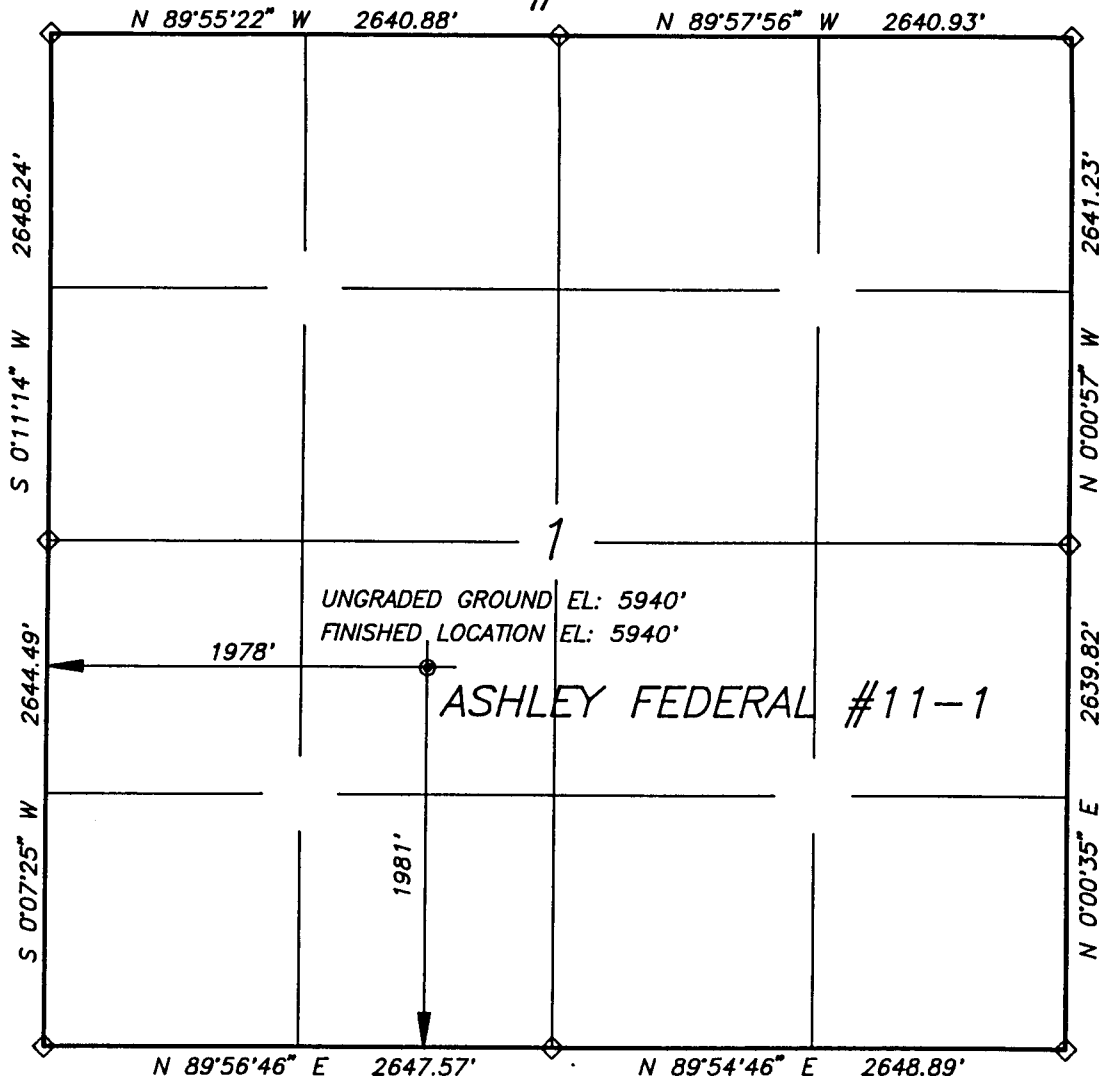 N 89°55'22" W 2640.88' N 89°57'56" W 2640.93'
2648.24'
2641.23'
S 0°11'14" W
N 0°00'57" W
1
UNGRADED GROUND EL: 5940'
FINISHED LOCATION EL: 5940'
1978'
ASHLEY FEDERAL #11-1
2644.49'
2639.82'
1981'
S 0°07'25" W
N 0°00'35" E
N 89°56'46" E 2647.57' N 89°54'46" E 2648.89'